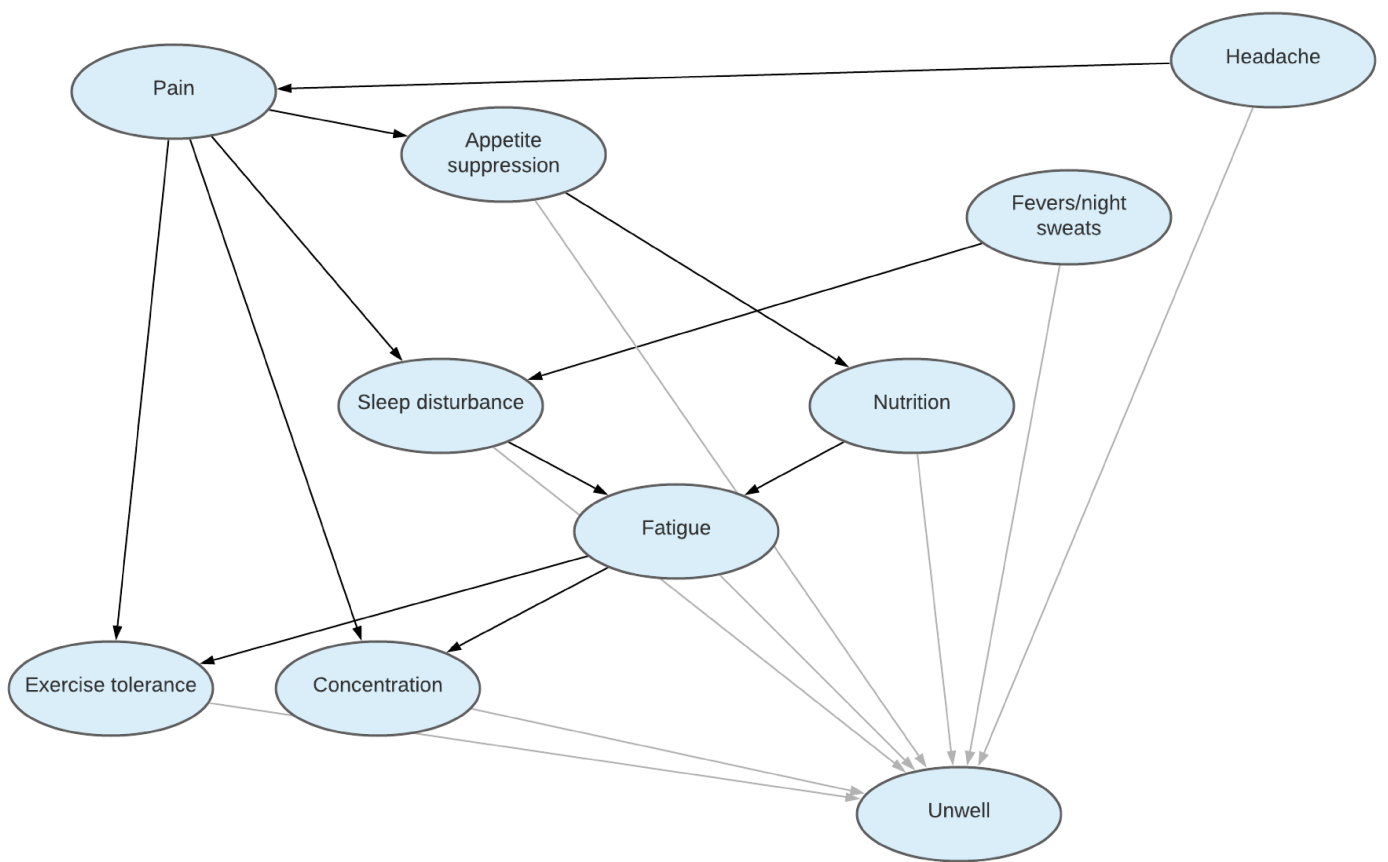 Headache
Pain
Appetite
suppression
Fevers/night
sweats
Sleep disturbance
Nutrition
Fatigue
Exercise tolerance
Concentration
Unwell